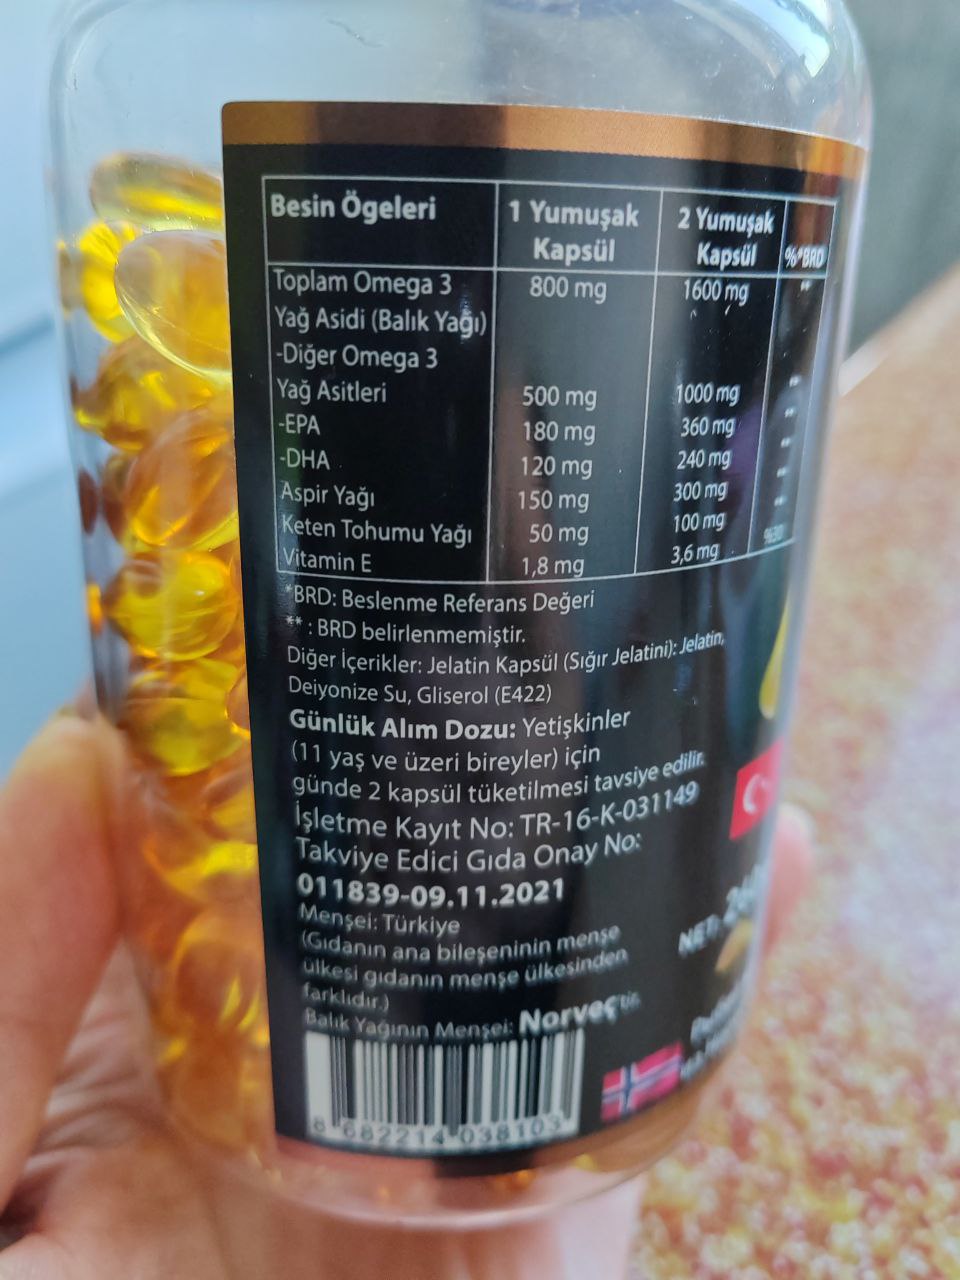 Besin Ögeleri 1 Yumuşak Kapsül 2 Yumuşak Kapsül %*BRD
Toplam Omega 3 800 mg 1600 mg **
Yağ Asidi (Balık Yağı)
-Diğer Omega 3
Yağ Asitleri 500 mg 1000 mg **
-EPA 180 mg 360 mg **
-DHA 120 mg 240 mg **
Aspir Yağı 150 mg 300 mg **
Keten Tohumu Yağı 50 mg 100 mg **
Vitamin E 1,8 mg 3,6 mg %30
*BRD: Beslenme Referans Değeri
** : BRD belirlenmemiştir.
Diğer İçerikler: Jelatin Kapsül (Sığır Jelatini): Jelatin,
Deiyonize Su, Gliserol (E422)
Günlük Alım Dozu: Yetişkinler
(11 yaş ve üzeri bireyler) için
günde 2 kapsül tüketilmesi tavsiye edilir.
İşletme Kayıt No: TR-16-K-031149
Takviye Edici Gıda Onay No:
011839-09.11.2021
Menşei: Türkiye
(Gıdanın ana bileşeninin menşe
ülkesi gıdanın menşe ülkesinden
farklıdır.)
Balık Yağının Menşei: Norveç'tir.
8 682214 038103
NET: